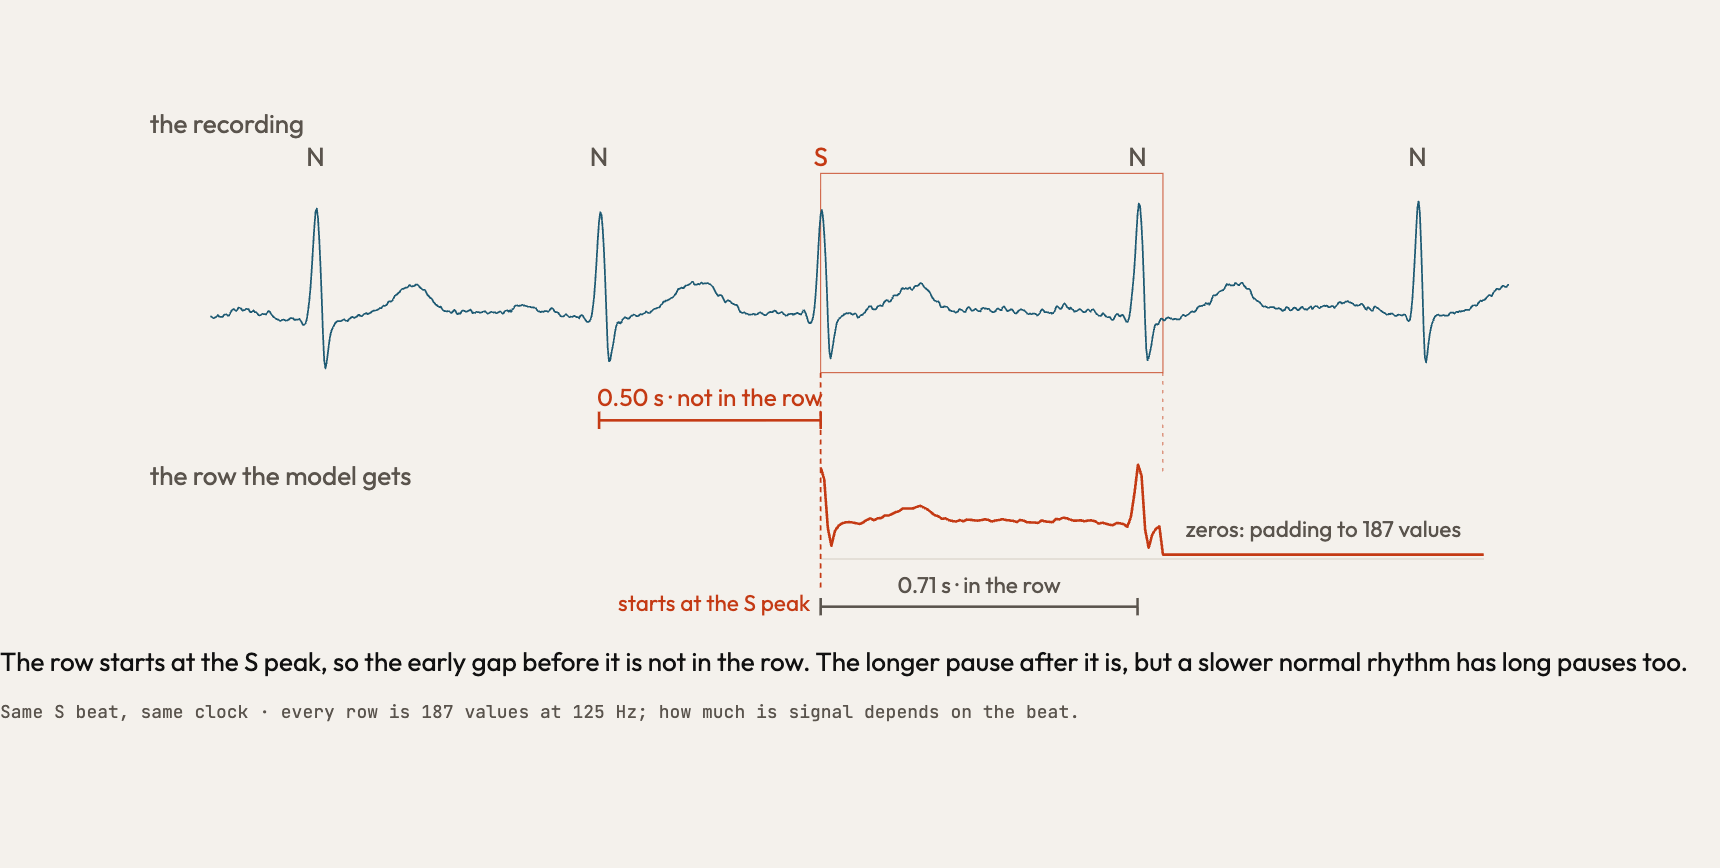 the recording
N N S N N
0.50 s · not in the row
the row the model gets
zeros: padding to 187 values
0.71 s · in the row
starts at the S peak
The row starts at the S peak, so the early gap before it is not in the row. The longer pause after it is, but a slower normal rhythm has long pauses too.
Same S beat, same clock · every row is 187 values at 125 Hz; how much is signal depends on the beat.